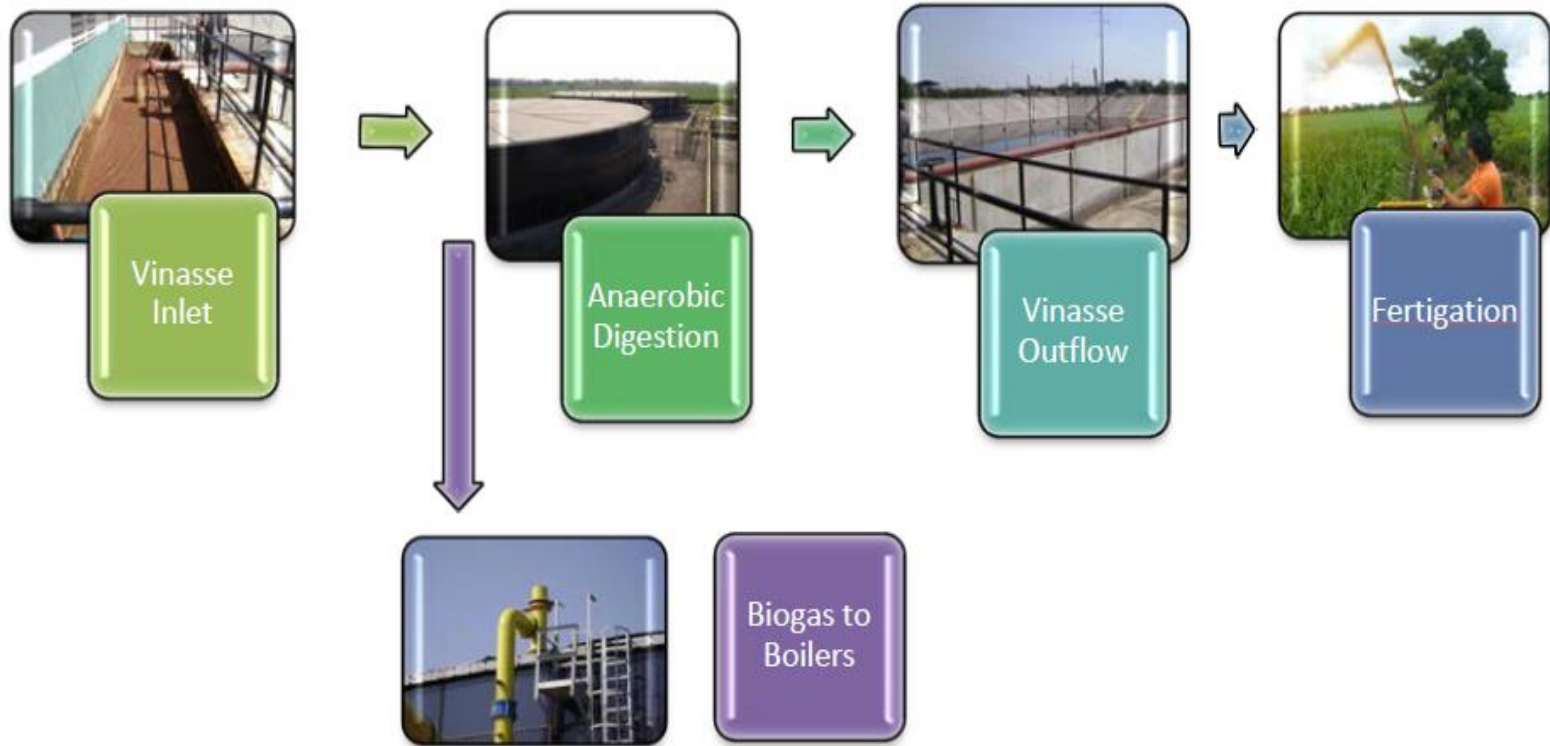 Vinasse
Inlet
Anaerobic
Digestion
Vinasse
Outflow
Fertigation
Biogas to
Boilers